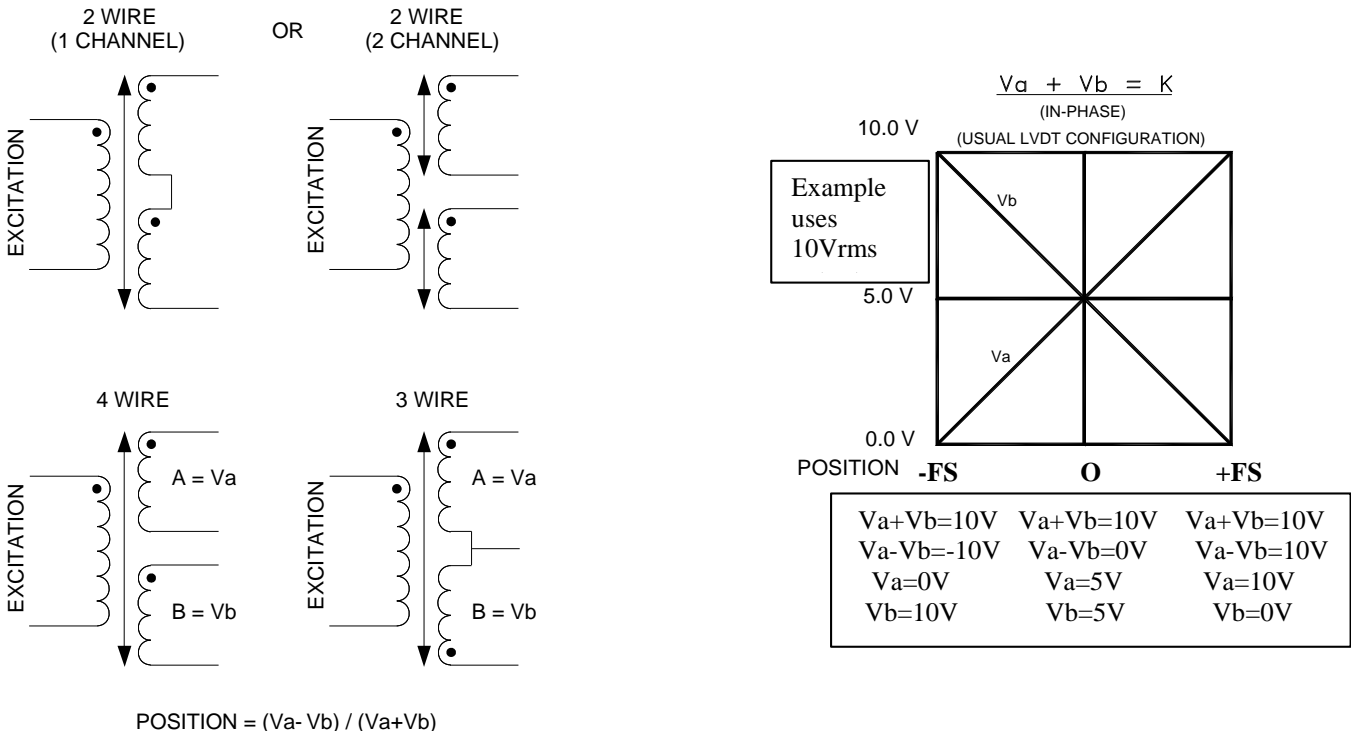 2 WIRE
(1 CHANNEL)
OR
2 WIRE
(2 CHANNEL)
EXCITATION
EXCITATION
4 WIRE
3 WIRE
EXCITATION
A = Va
B = Vb
EXCITATION
A = Va
B = Vb
POSITION = (Va- Vb) / (Va+Vb)
Va + Vb = K
(IN-PHASE)
(USUAL LVDT CONFIGURATION)
10.0 V
Example
uses
10Vrms
Vb
5.0 V
Va
0.0 V
POSITION -FS O +FS
Va+Vb=10V Va+Vb=10V Va+Vb=10V
Va-Vb=-10V Va-Vb=0V Va-Vb=10V
Va=0V Va=5V Va=10V
Vb=10V Vb=5V Vb=0V